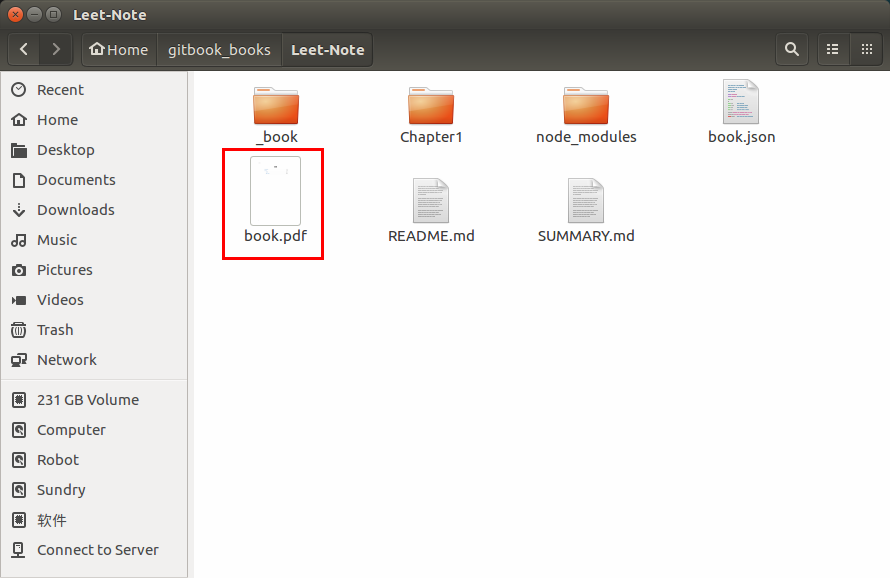 Leet-Note
Home gitbook_books Leet-Note
Recent
Home
Desktop
Documents
Downloads
Music
Pictures
Videos
Trash
Network
231 GB Volume
Computer
Robot
Sundry
软件
Connect to Server
_book Chapter1 node_modules book.json
book.pdf README.md SUMMARY.md